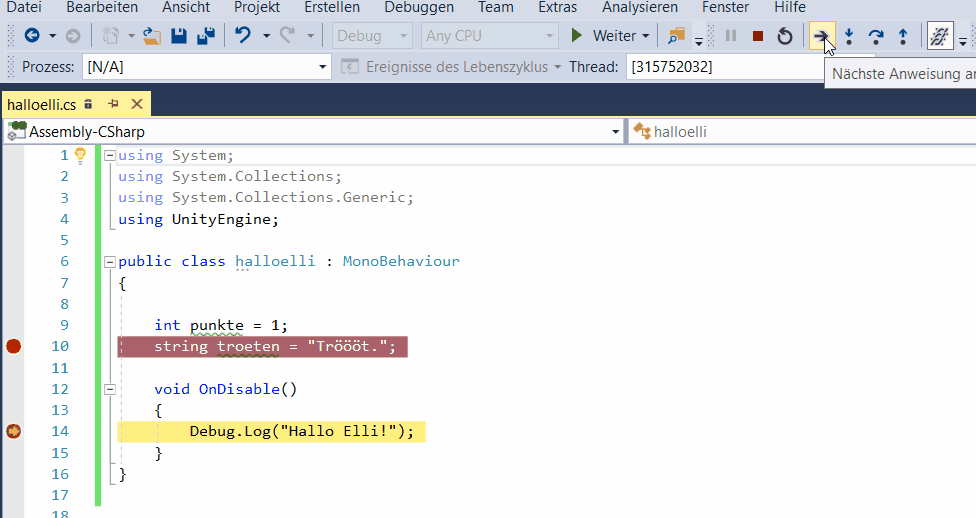 Datei Bearbeiten Ansicht Projekt Erstellen Debuggen Team Extras Analysieren Fenster Hilfe
Debug Any CPU Weiter
Prozess: [N/A] Ereignisse des Lebenszyklus Thread: [315752032]
Nächste Anweisung an
halloelli.cs
Assembly-CSharp halloelli
1 using System;
2 using System.Collections;
3 using System.Collections.Generic;
4 using UnityEngine;
5
6 public class halloelli : MonoBehaviour
7 {
8
9 int punkte = 1;
10 string troeten = "Tröööt.";
11
12 void OnDisable()
13 {
14 Debug.Log("Hallo Elli!");
15 }
16 }
17
18